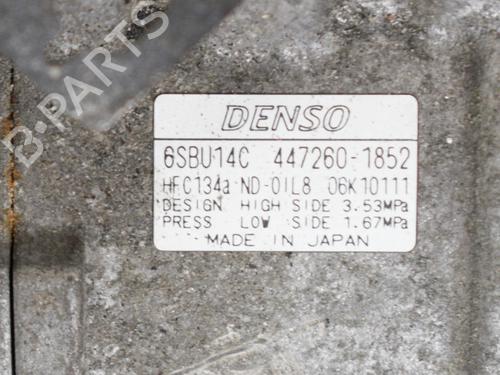 B-PARTS
DENSO
6SBU14C 447260-1852
HFC134a ND-OIL8 06K10111
DESIGN HIGH SIDE 3.53MPa
PRESS LOW SIDE 1.67MPa
MADE IN JAPAN